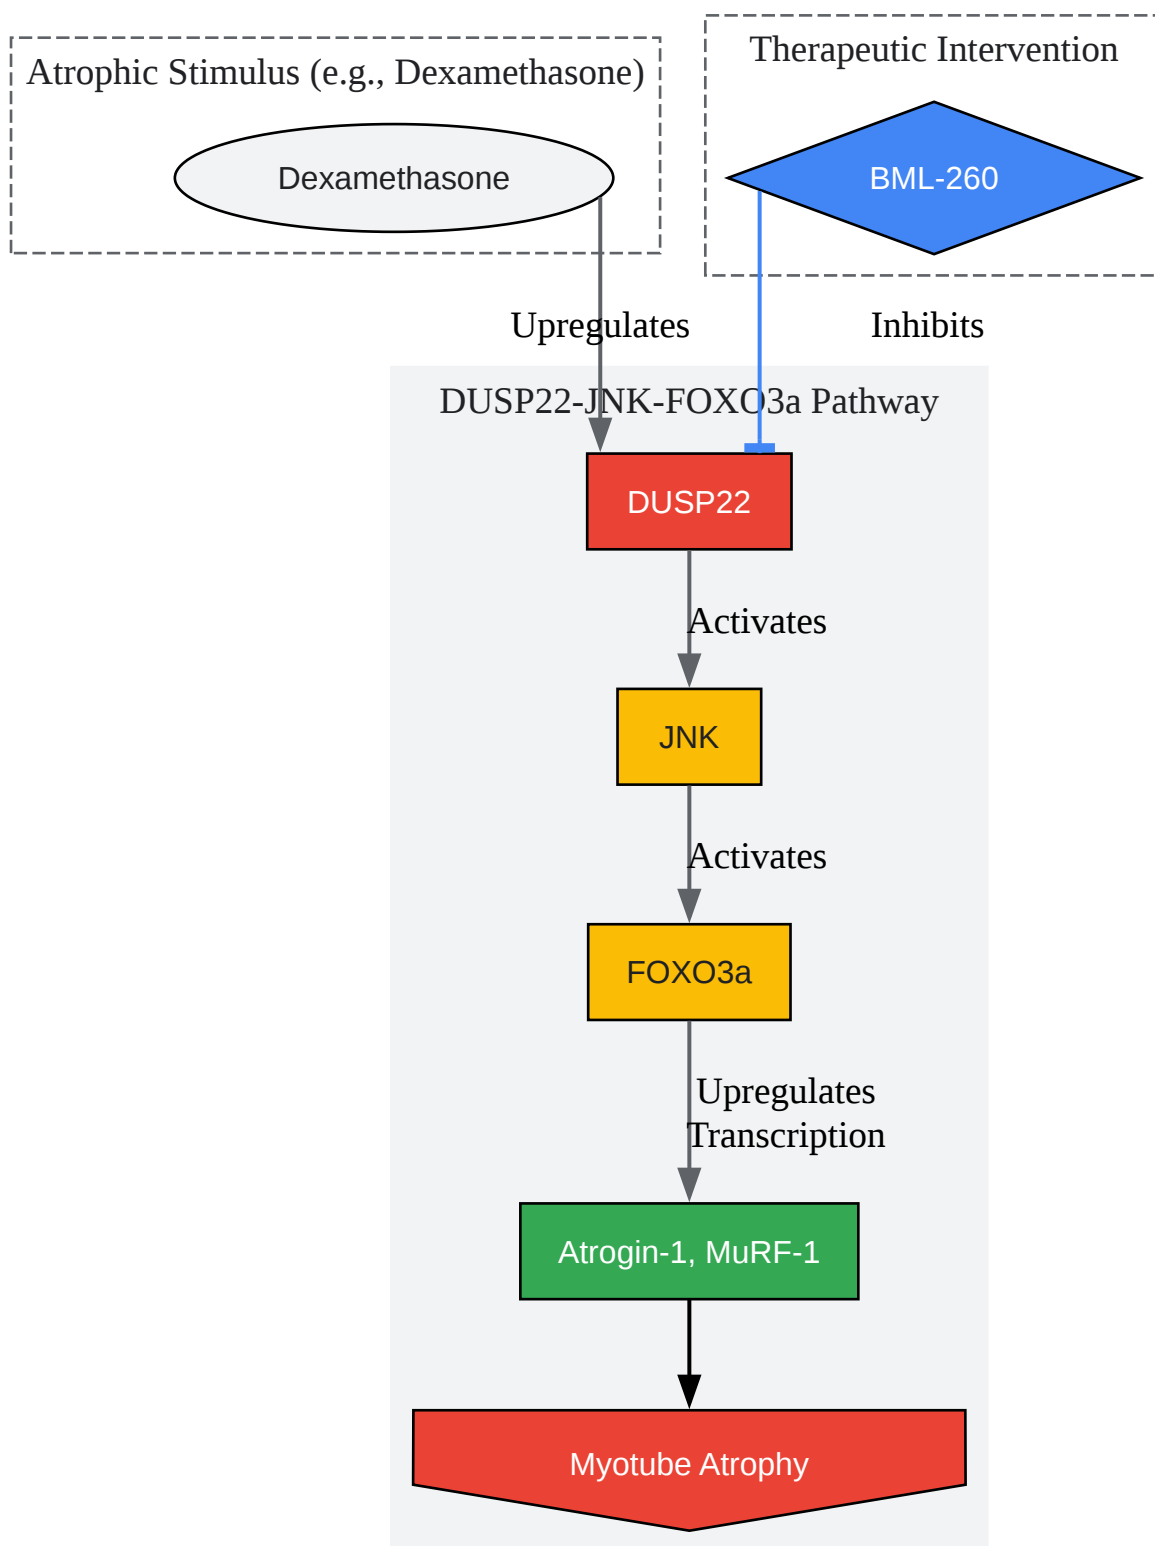 Atrophic Stimulus (e.g., Dexamethasone)
Dexamethasone
Therapeutic Intervention
BML-260
Upregulates
Inhibits
DUSP22-JNK-FOXO3a Pathway
DUSP22
Activates
JNK
Activates
FOXO3a
Upregulates
Transcription
Atrogin-1, MuRF-1
Myotube Atrophy